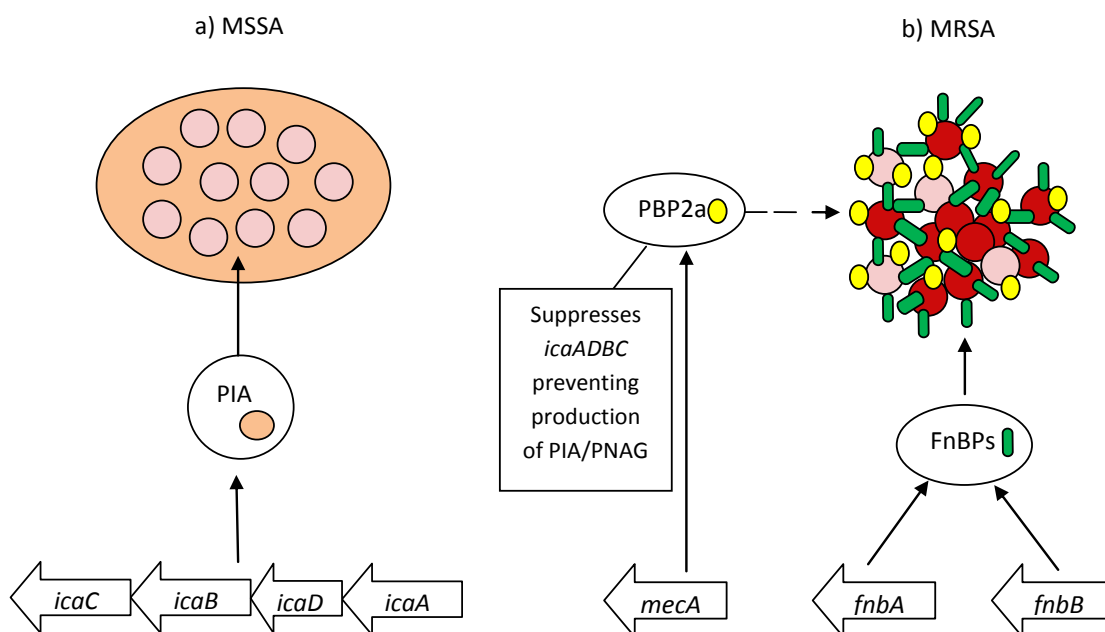 a) MSSA
b) MRSA
PBP2a
Suppresses
icaADBC
preventing
production
of PIA/PNAG
PIA
FnBPs
icaC
icaB
icaD
icaA
mecA
fnbA
fnbB